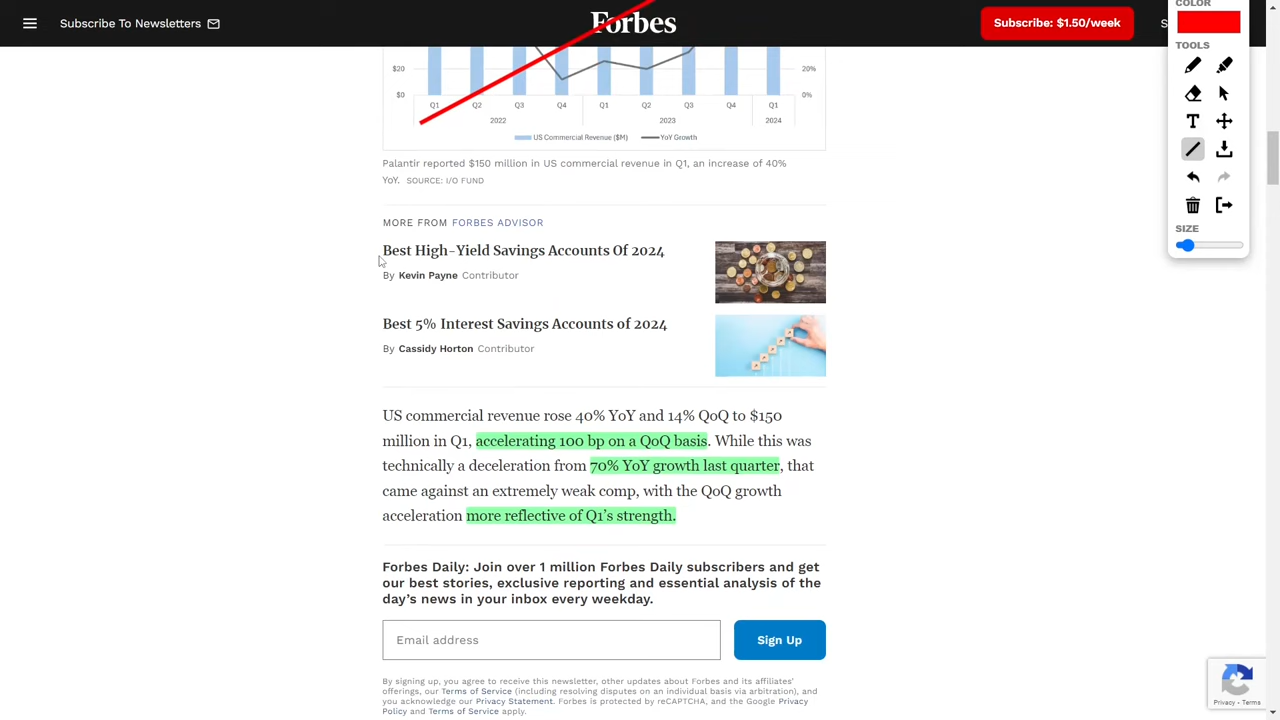 Subscribe To Newsletters
Forbes
Subscribe: $1.50/week
S
COLOR
TOOLS
T
SIZE
$20
20%
$0
0%
Q1 Q2 Q3 Q4 Q1 Q2 Q3 Q4 Q1
2022 2023 2024
US Commercial Revenue ($M) YoY Growth
Palantir reported $150 million in US commercial revenue in Q1, an increase of 40%
YoY. SOURCE: I/O FUND
MORE FROM FORBES ADVISOR
Best High-Yield Savings Accounts Of 2024
By Kevin Payne Contributor
Best 5% Interest Savings Accounts of 2024
By Cassidy Horton Contributor
US commercial revenue rose 40% YoY and 14% QoQ to $150
million in Q1, accelerating 100 bp on a QoQ basis. While this was
technically a deceleration from 70% YoY growth last quarter, that
came against an extremely weak comp, with the QoQ growth
acceleration more reflective of Q1's strength.
Forbes Daily: Join over 1 million Forbes Daily subscribers and get
our best stories, exclusive reporting and essential analysis of the
day's news in your inbox every weekday.
Email address
Sign Up
By signing up, you agree to receive this newsletter, other updates about Forbes and its affiliates'
offerings, our Terms of Service (including resolving disputes on an individual basis via arbitration), and
you acknowledge our Privacy Statement. Forbes is protected by reCAPTCHA, and the Google Privacy
Policy and Terms of Service apply.
Privacy - Terms